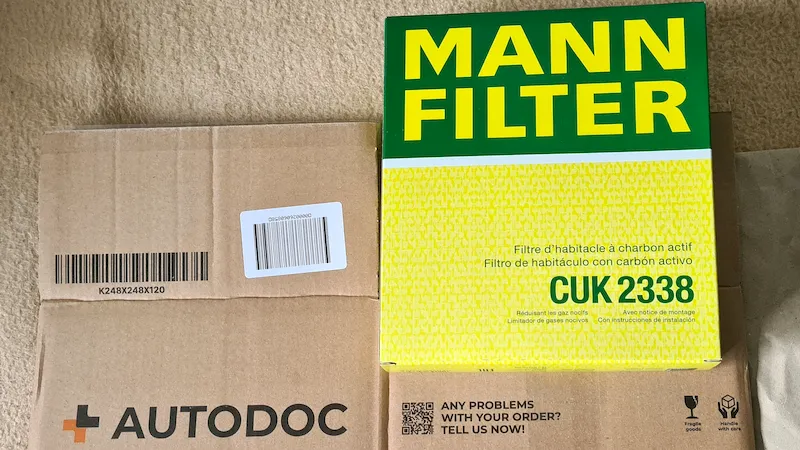 MANN
FILTER
Filtre d'habitacle à charbon actif
Filtro de habitáculo con carbón activo
CUK 2338
Réduisant les gaz nocifs
Limitador de gases nocivos
Avec notice de montage
Con instrucciones de instalación
K248X248X120
AUTODOC
ANY PROBLEMS
WITH YOUR ORDER?
TELL US NOW!
Fragile
goods
Handle
with care